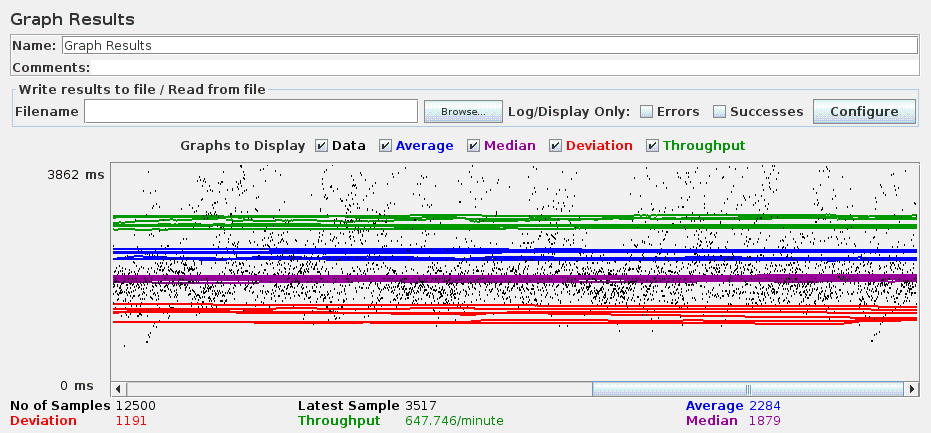 Graph Results
Name: Graph Results
Comments:
Write results to file / Read from file
Filename Browse... Log/Display Only: Errors Successes Configure
Graphs to Display Data Average Median Deviation Throughput
3862 ms
0 ms
No of Samples 12500 Latest Sample 3517 Average 2284
Deviation 1191 Throughput 647.746/minute Median 1879